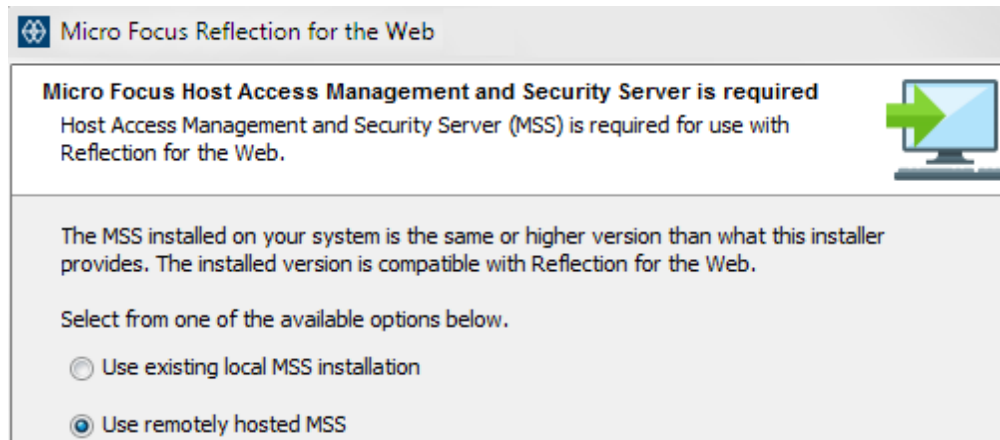 Micro Focus Reflection for the Web
Micro Focus Host Access Management and Security Server is required
Host Access Management and Security Server (MSS) is required for use with
Reflection for the Web.
The MSS installed on your system is the same or higher version than what this installer
provides. The installed version is compatible with Reflection for the Web.
Select from one of the available options below.
Use existing local MSS installation
Use remotely hosted MSS